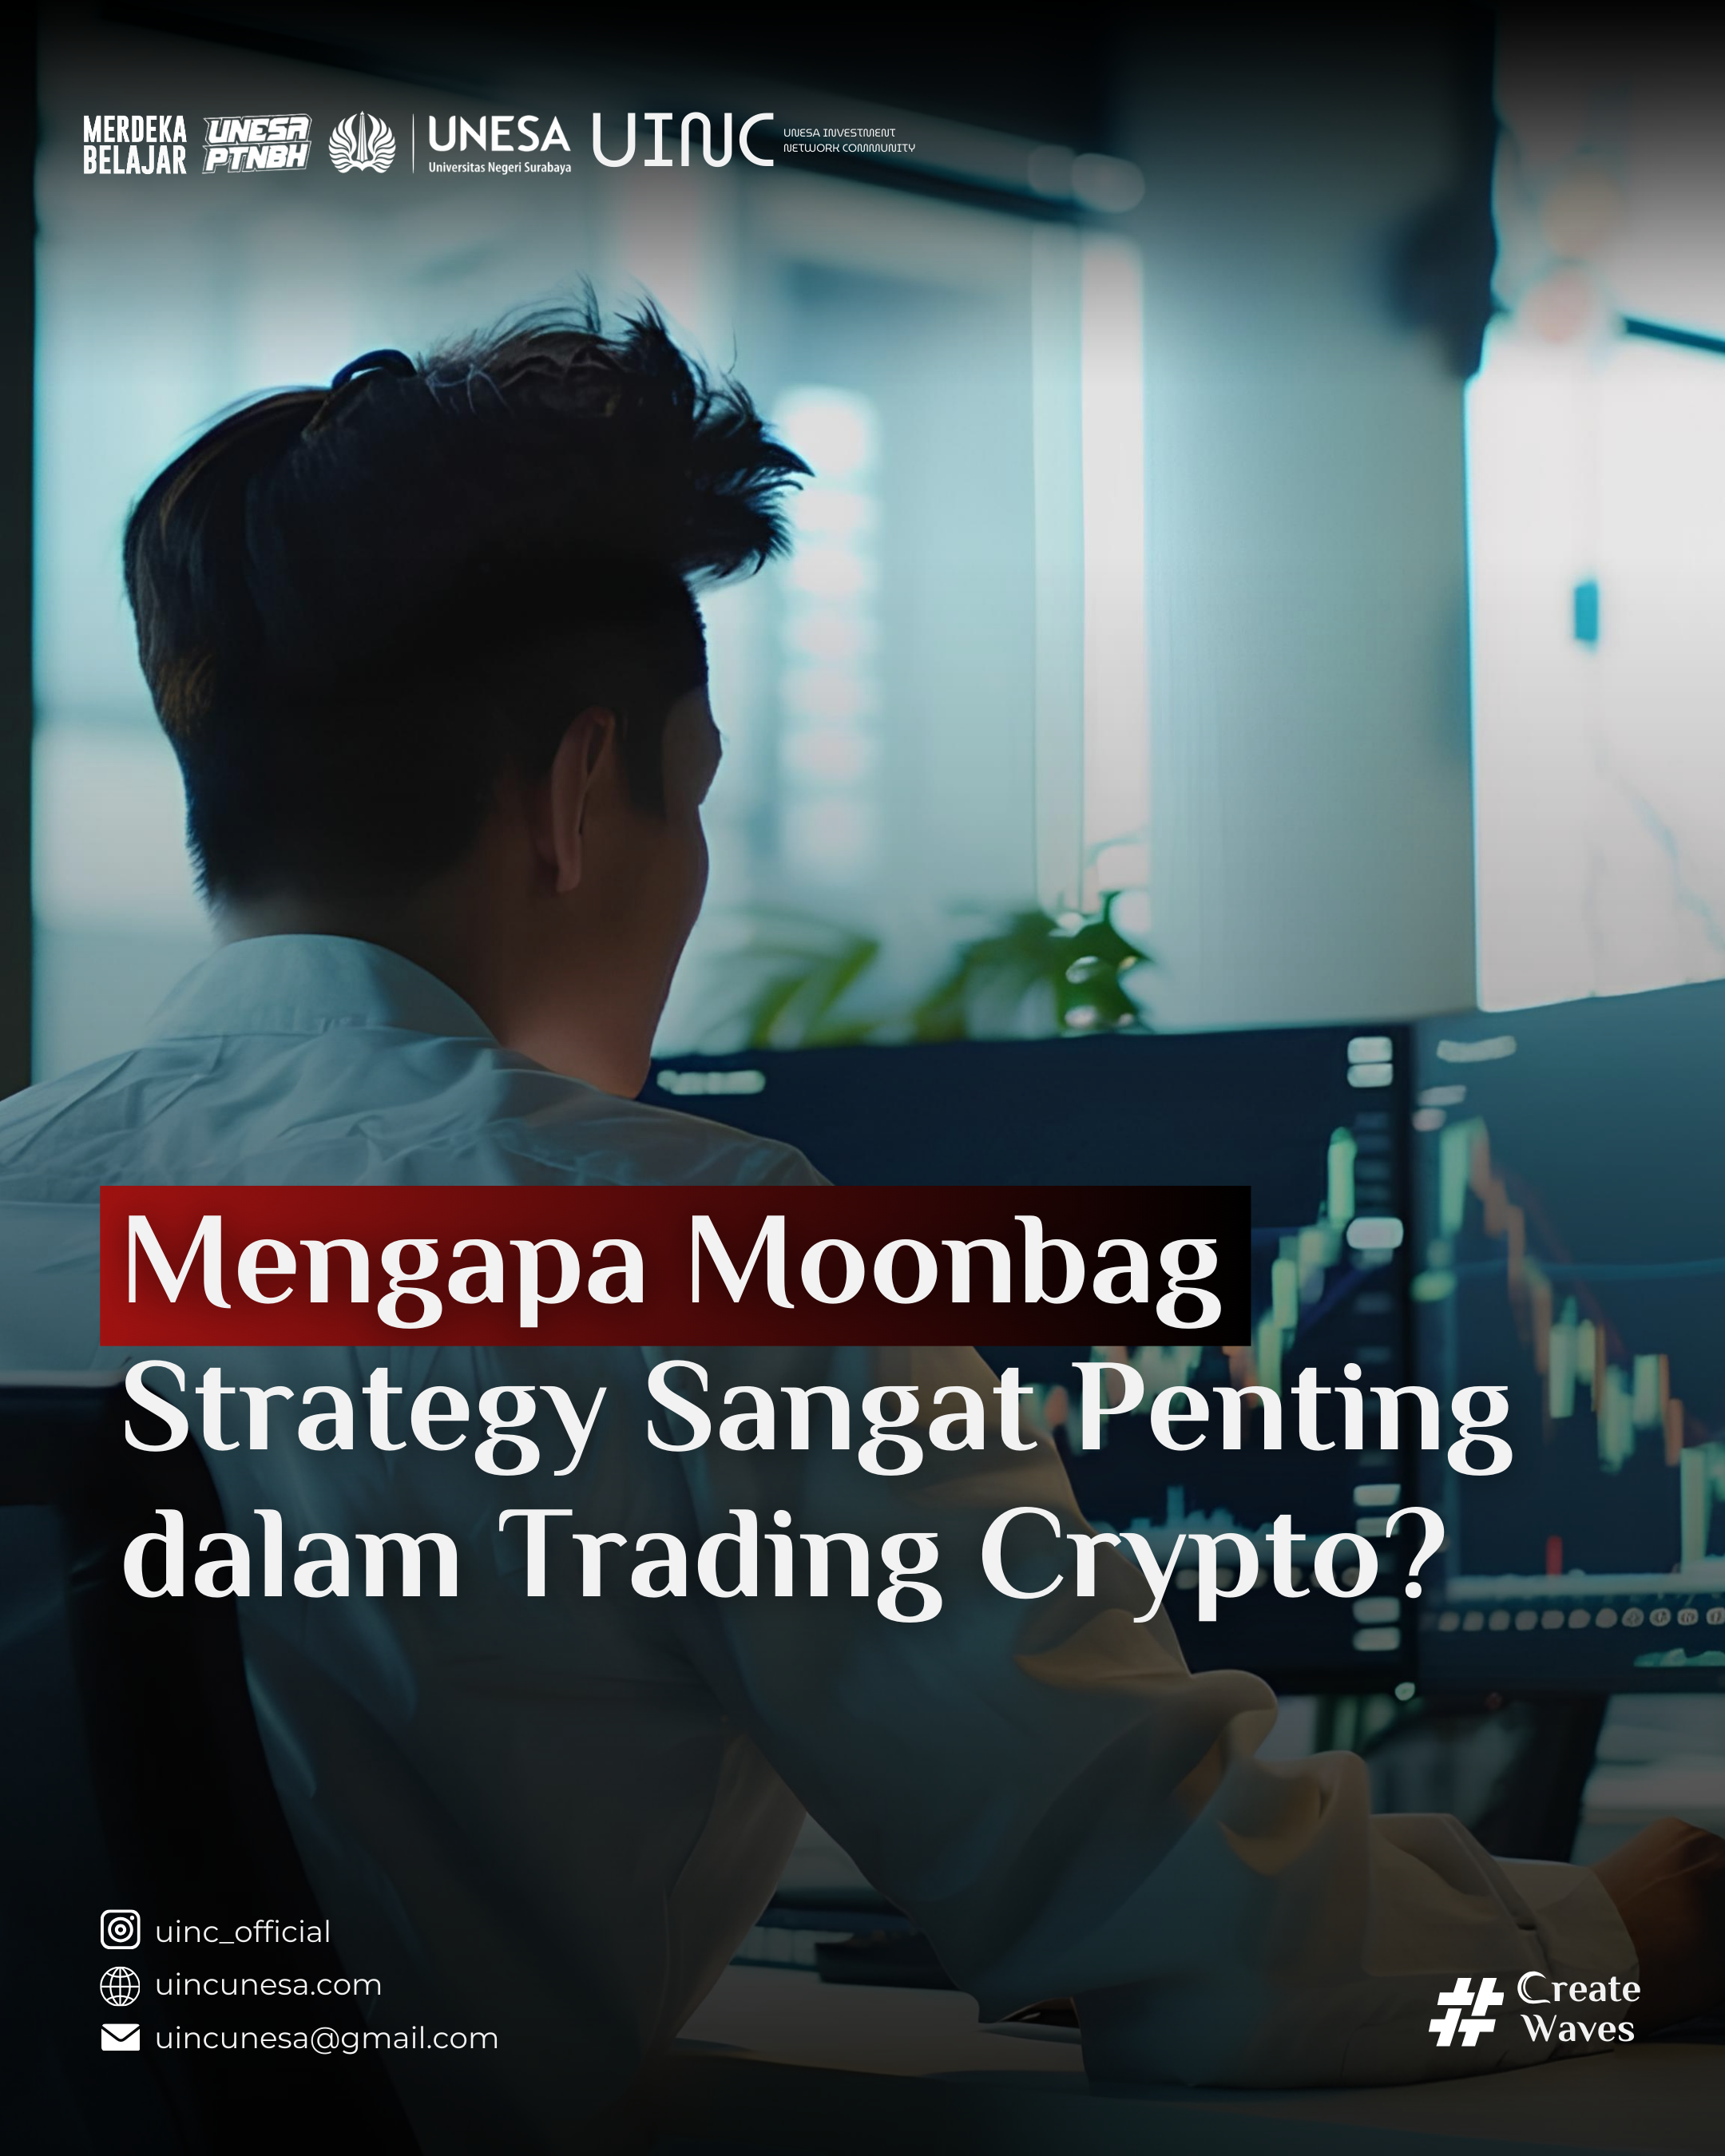 MERDEKA
BELAJAR
UNESA
PTNBH
UNESA
Universitas Negeri Surabaya
UINC
UNESA INVESTMENT
NETWORK COMMUNITY
Mengapa Moonbag
Strategy Sangat Penting
dalam Trading Crypto?
uinc_official
uincunesa.com
uincunesa@gmail.com
#Create
Waves